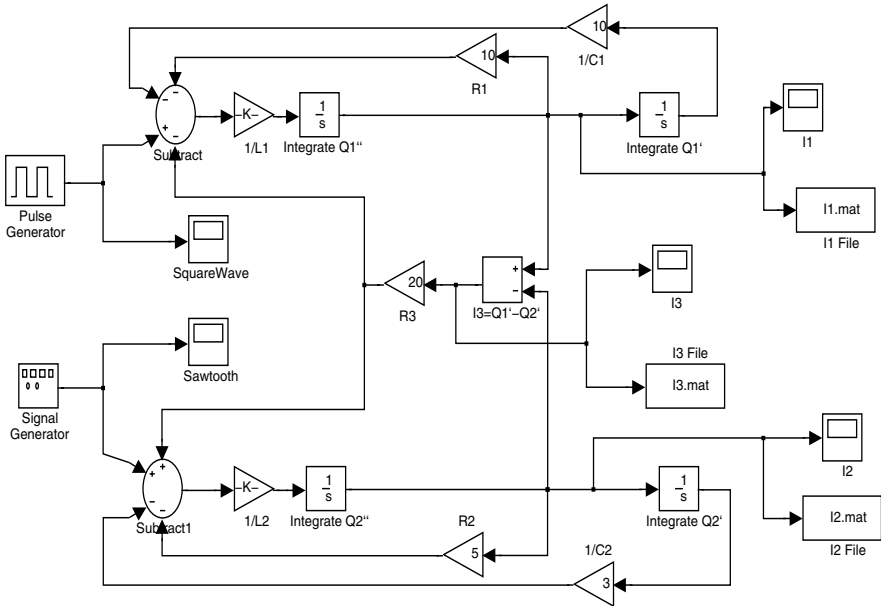 10
1/C1
10
R1
−
−
+
−
Subtract
−K−
1/L1
1
s
Integrate Q1‘‘
1
s
Integrate Q1‘
I1
I1.mat
I1 File
Pulse
Generator
SquareWave
20
R3
+
−
I3=Q1‘−Q2‘
I3
I3 File
I3.mat
Sawtooth
Signal
Generator
+
+
−
−
Subtract1
−K−
1/L2
1
s
Integrate Q2‘‘
1
s
Integrate Q2‘
I2
I2.mat
I2 File
R2
5
1/C2
3